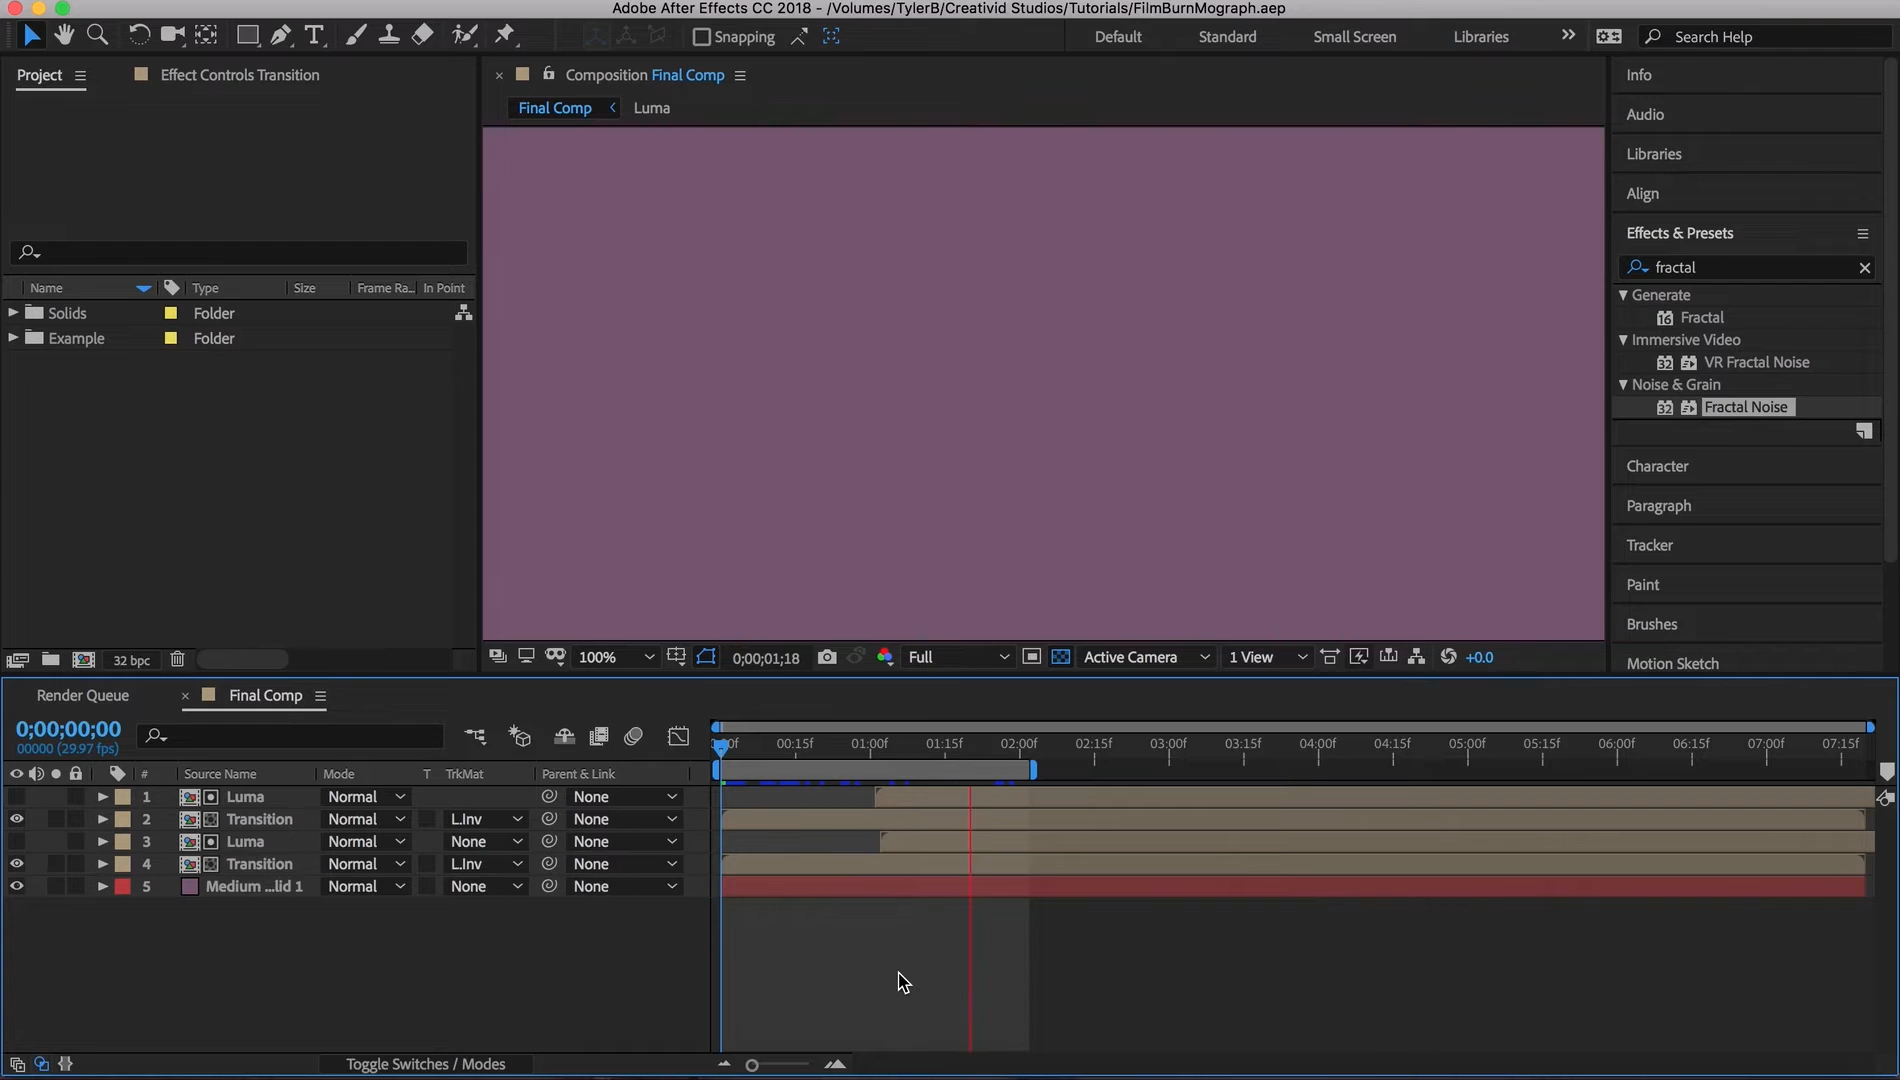 Adobe After Effects CC 2018 - /Volumes/TylerB/Creativid Studios/Tutorials/FilmBurnMograph.aep
Snapping
Default
Standard
Small Screen
Libraries
Search Help
Project
Effect Controls Transition
Composition Final Comp
Final Comp
Luma
Name
Type
Size
Frame Ra...
In Point
Solids
Folder
Example
Folder
32 bpc
100%
0;00;01;18
Full
Active Camera
1 View
+0.0
Info
Audio
Libraries
Align
Effects & Presets
fractal
Generate
16
Fractal
Immersive Video
32
VR Fractal Noise
Noise & Grain
32
Fractal Noise
Character
Paragraph
Tracker
Paint
Brushes
Motion Sketch
Render Queue
Final Comp
0;00;00;00
00000 (29.97 fps)
00:15f 01:00f 01:15f 02:00f 02:15f 03:00f 03:15f 04:00f 04:15f 05:00f 05:15f 06:00f 06:15f 07:00f 07:15f
# Source Name Mode T TrkMat Parent & Link
1 Luma Normal None
2 Transition Normal L.Inv None
3 Luma Normal None None
4 Transition Normal L.Inv None
5 Medium ...lid 1 Normal None None
Toggle Switches / Modes